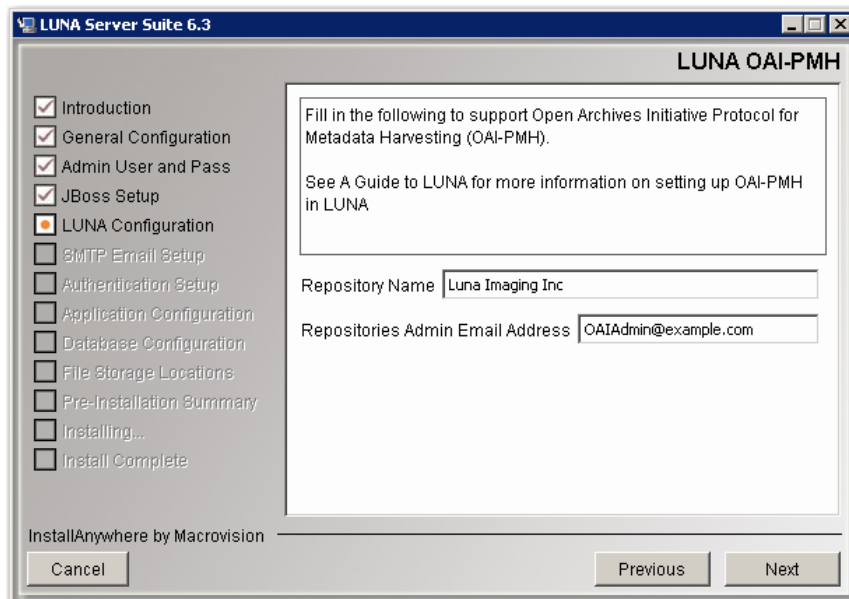 LUNA Server Suite 6.3
LUNA OAI-PMH
Introduction
General Configuration
Admin User and Pass
JBoss Setup
LUNA Configuration
SMTP Email Setup
Authentication Setup
Application Configuration
Database Configuration
File Storage Locations
Pre-Installation Summary
Installing...
Install Complete
Fill in the following to support Open Archives Initiative Protocol for
Metadata Harvesting (OAI-PMH).
See A Guide to LUNA for more information on setting up OAI-PMH
in LUNA
Repository Name Luna Imaging Inc
Repositories Admin Email Address OAIAdmin@example.com
InstallAnywhere by Macrovision
Cancel Previous Next